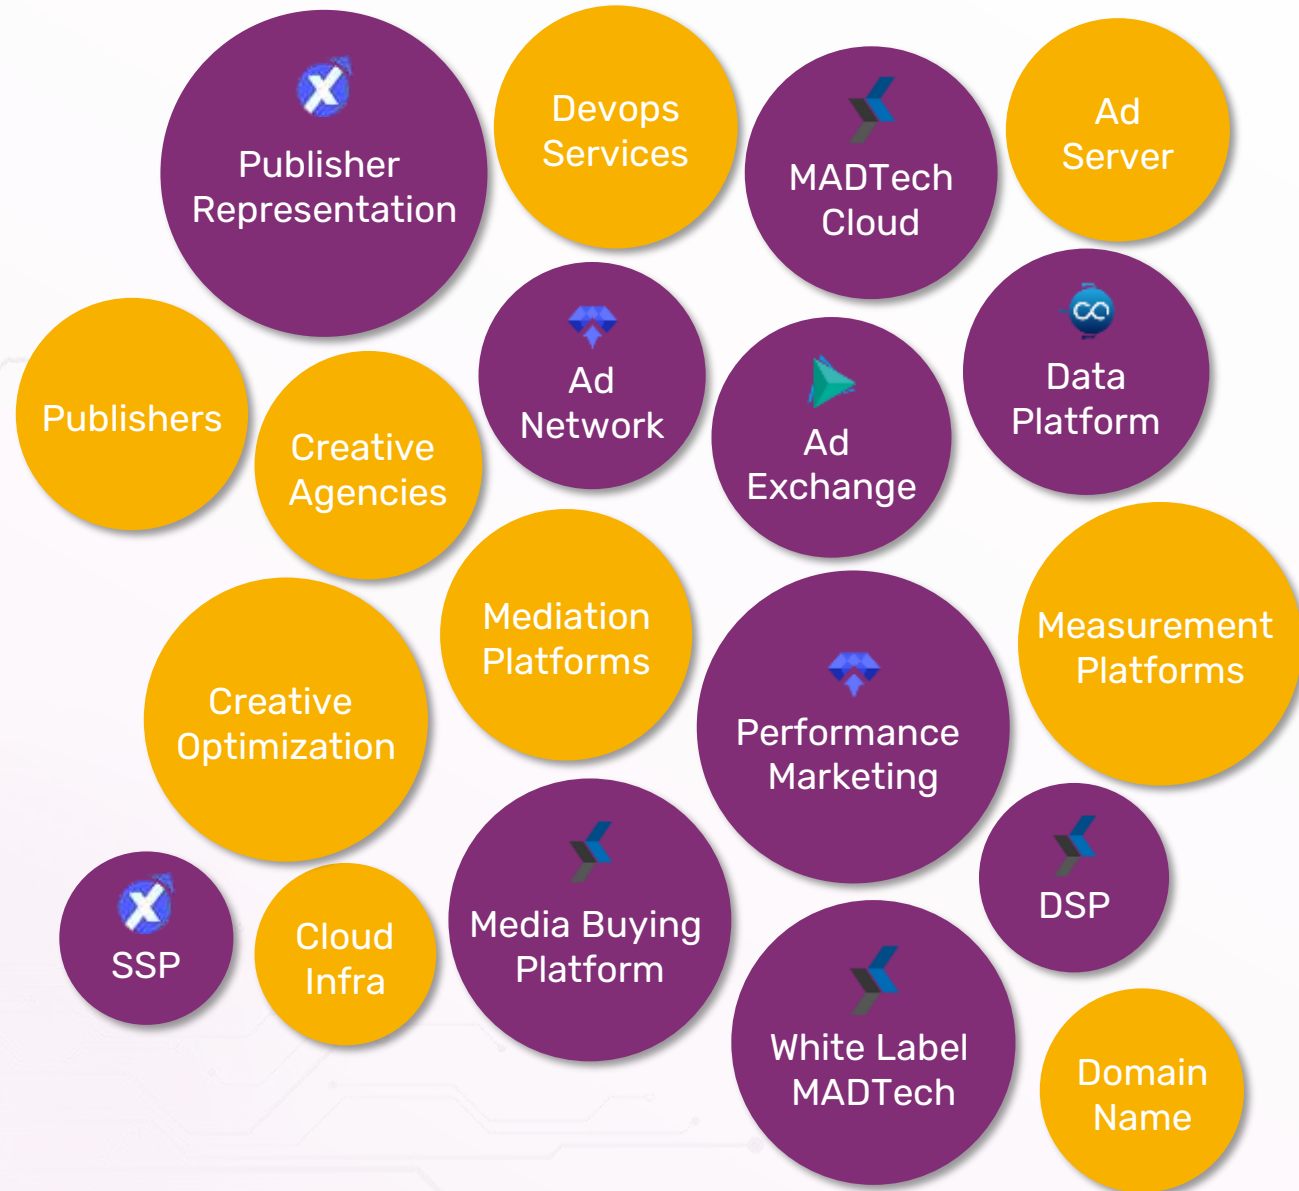 Publisher
Representation
Devops
Services
MADTech
Cloud
Ad
Server
Publishers
Creative
Agencies
Ad
Network
Ad
Exchange
Data
Platform
Creative
Optimization
Mediation
Platforms
Performance
Marketing
Measurement
Platforms
SSP
Cloud
Infra
Media Buying
Platform
White Label
MADTech
DSP
Domain
Name